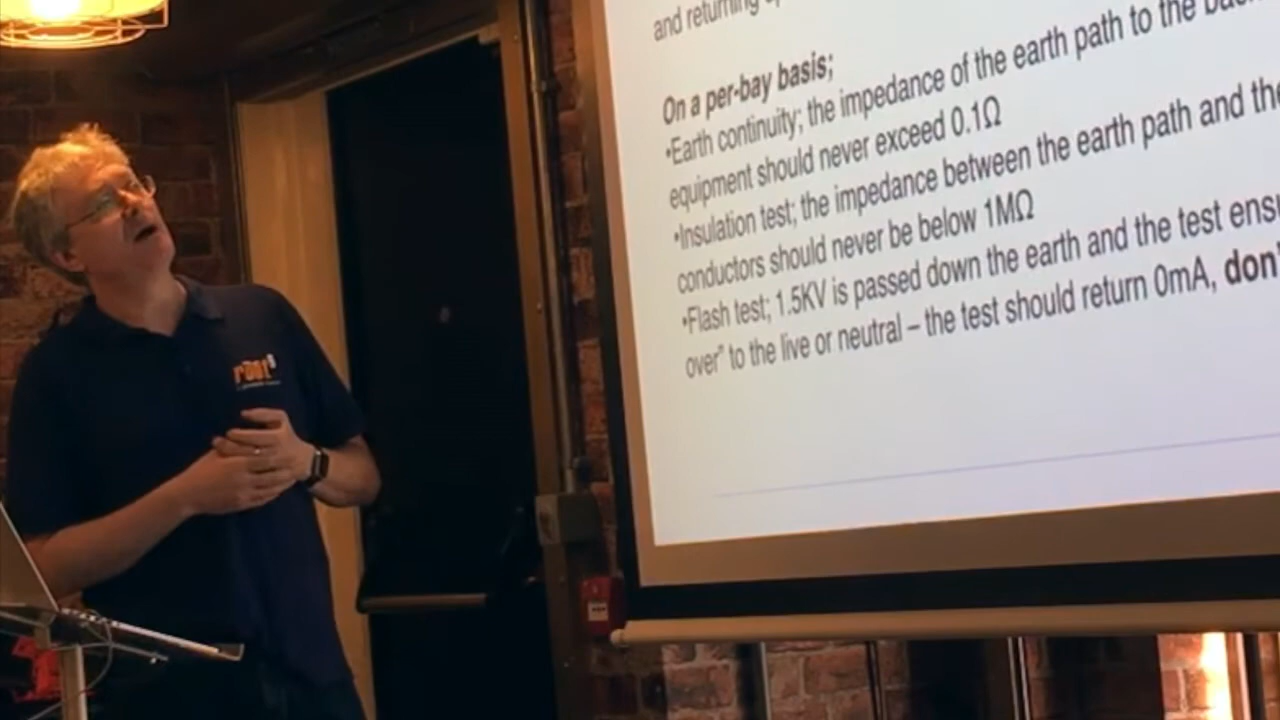 and returning
On a per-bay basis;
•Earth continuity; the impedance of the earth path to the
equipment should never exceed 0.1Ω
•Insulation test; the impedance between the earth path and the
conductors should never be below 1MΩ
•Flash test; 1.5KV is passed down the earth and the test
over" to the live or neutral – the test should return 0mA,
root6